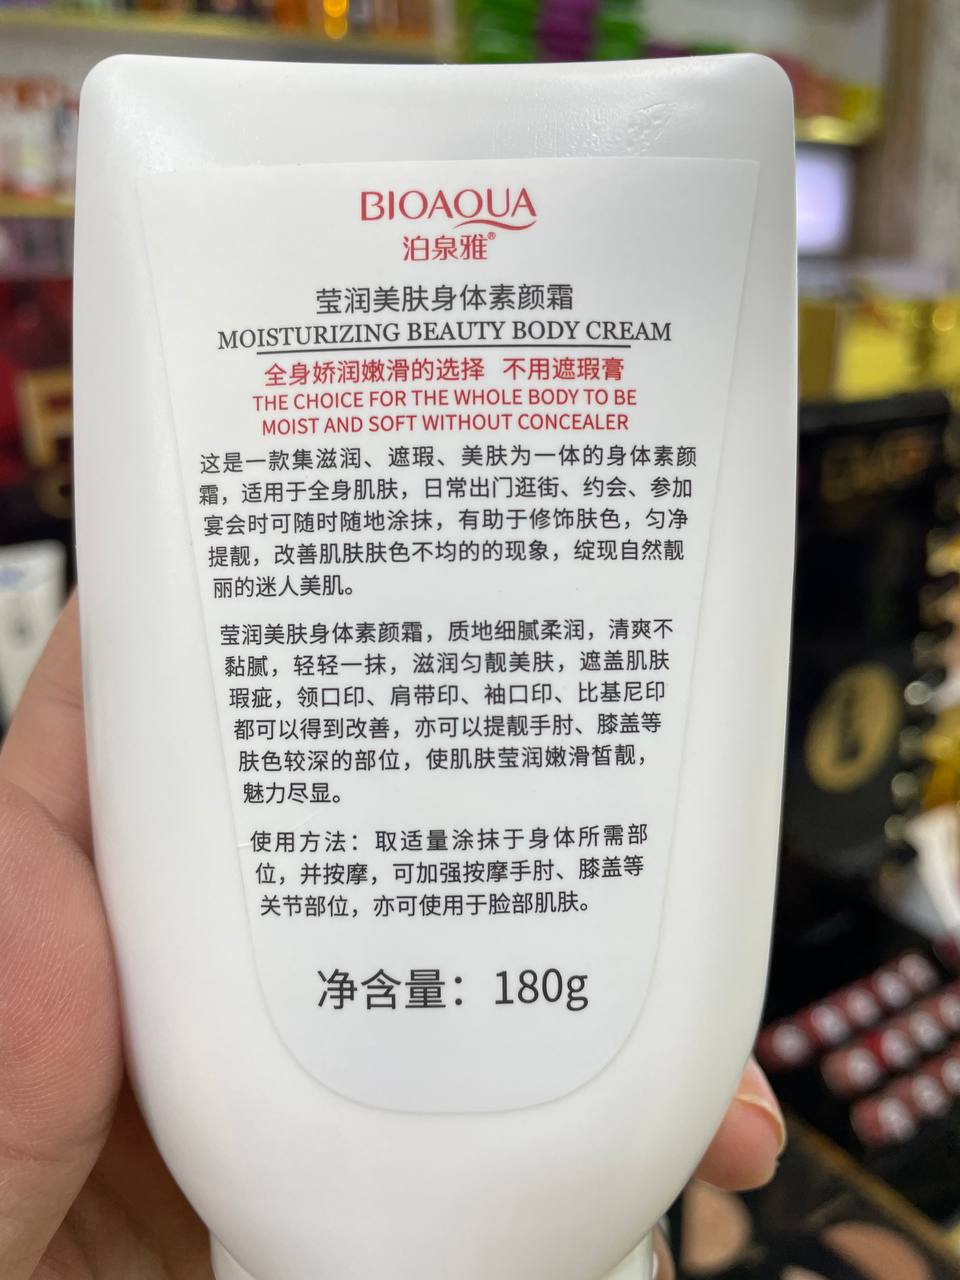 BIOAQUA
泊泉雅®
莹润美肤身体素颜霜
MOISTURIZING BEAUTY BODY CREAM
全身娇润嫩滑的选择 不用遮瑕膏
THE CHOICE FOR THE WHOLE BODY TO BE
MOIST AND SOFT WITHOUT CONCEALER
这是一款集滋润、遮瑕、美肤为一体的身体素颜
霜，适用于全身肌肤，日常出门逛街、约会、参加
宴会时可随时随地涂抹，有助于修饰肤色，匀净
提靓，改善肌肤肤色不均的的现象，绽现自然靓
丽的迷人美肌。
莹润美肤身体素颜霜，质地细腻柔润，清爽不
黏腻，轻轻一抹，滋润匀靓美肤，遮盖肌肤
瑕疵，领口印、肩带印、袖口印、比基尼印
都可以得到改善，亦可以提靓手肘、膝盖等
肤色较深的部位，使肌肤莹润嫩滑皙靓，
魅力尽显。
使用方法：取适量涂抹于身体所需部
位，并按摩，可加强按摩手肘、膝盖等
关节部位，亦可使用于脸部肌肤。
净含量：180g